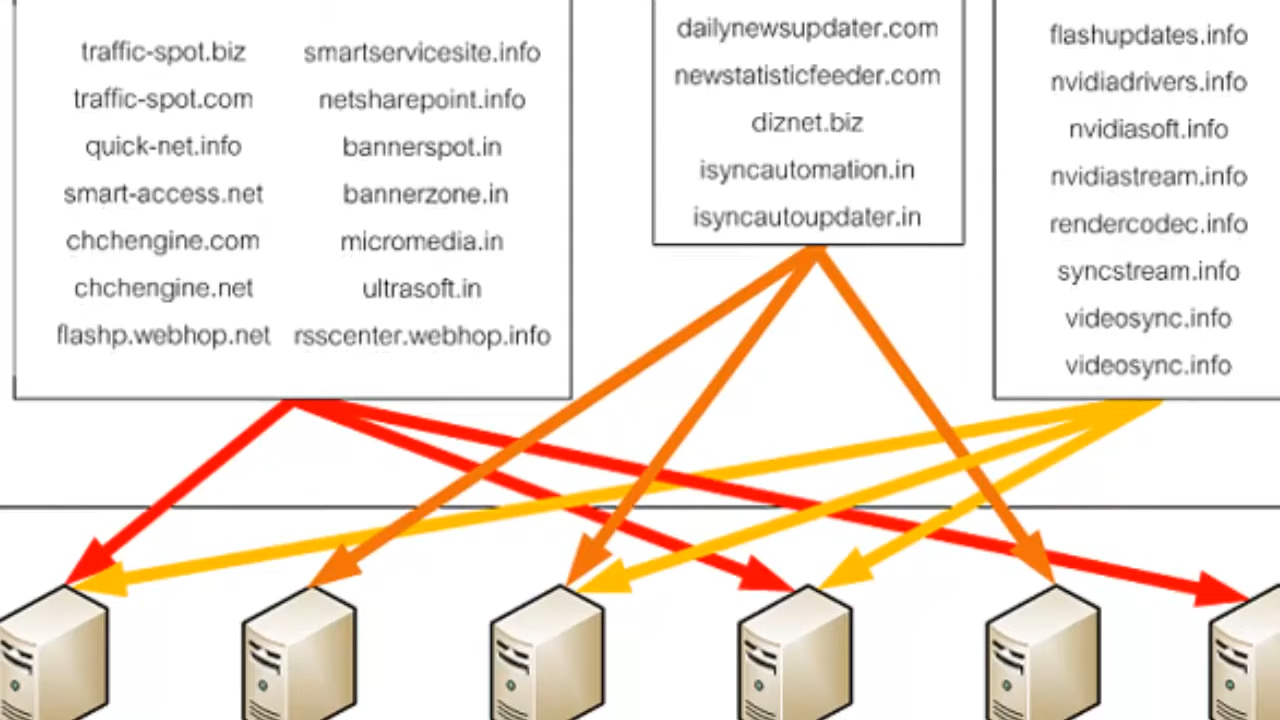 traffic-spot.biz
traffic-spot.com
quick-net.info
smart-access.net
chchengine.com
chchengine.net
flashp.webhop.net
smartservicesite.info
netsharepoint.info
bannerspot.in
bannerzone.in
micromedia.in
ultrasoft.in
rsscenter.webhop.info
dailynewsupdater.com
newstatisticfeeder.com
diznet.biz
isyncautomation.in
isyncautoupdater.in
flashupdates.info
nvidiadrivers.info
nvidiasoft.info
nvidiastream.info
rendercodec.info
syncstream.info
videosync.info
videosync.info